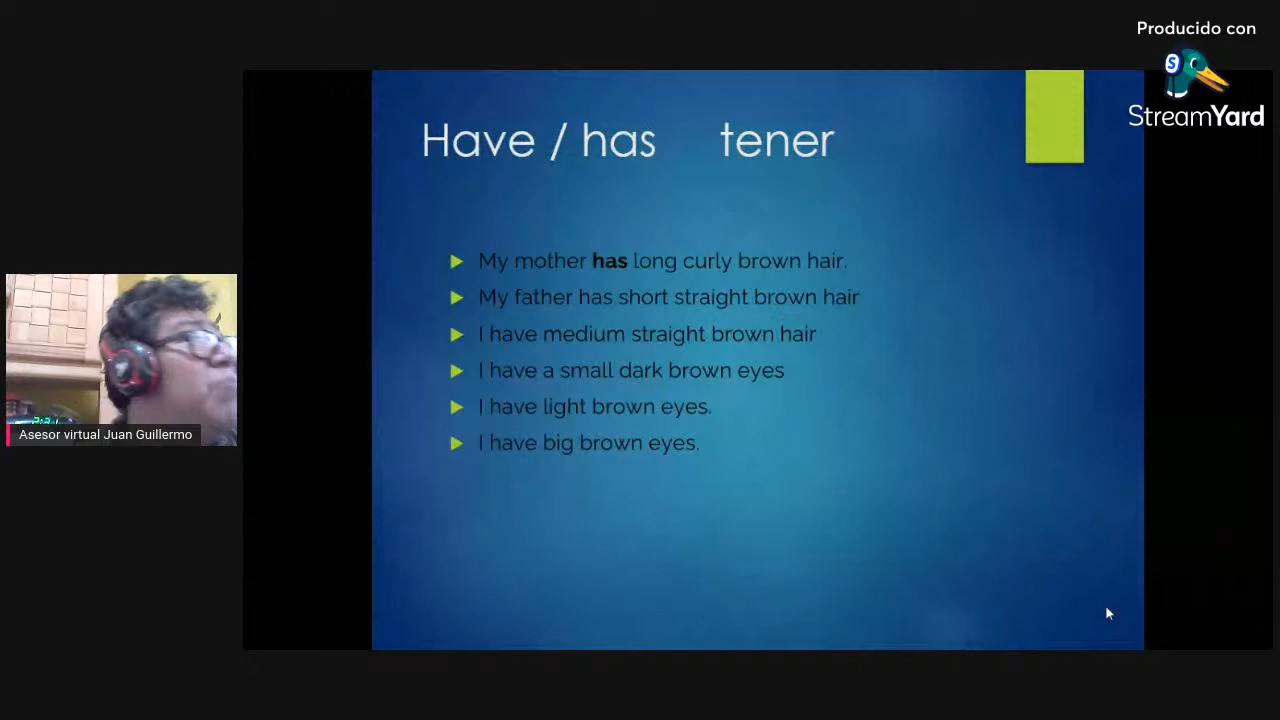 Producido con
StreamYard
Have / has tener
My mother has long curly brown hair.
My father has short straight brown hair
I have medium straight brown hair
I have a small dark brown eyes
I have light brown eyes.
I have big brown eyes.
Asesor virtual Juan Guillermo